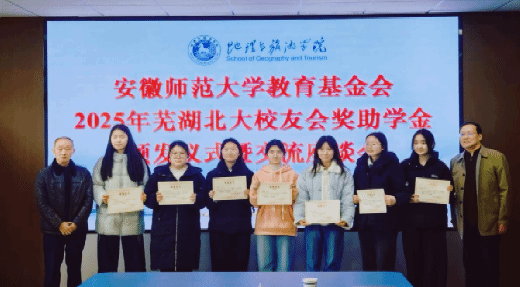 地理与旅游学院
School of Geography and Tourism
安徽师范大学教育基金会
2025年芜湖北大校友会奖助学金
颁发仪式暨交流座谈会